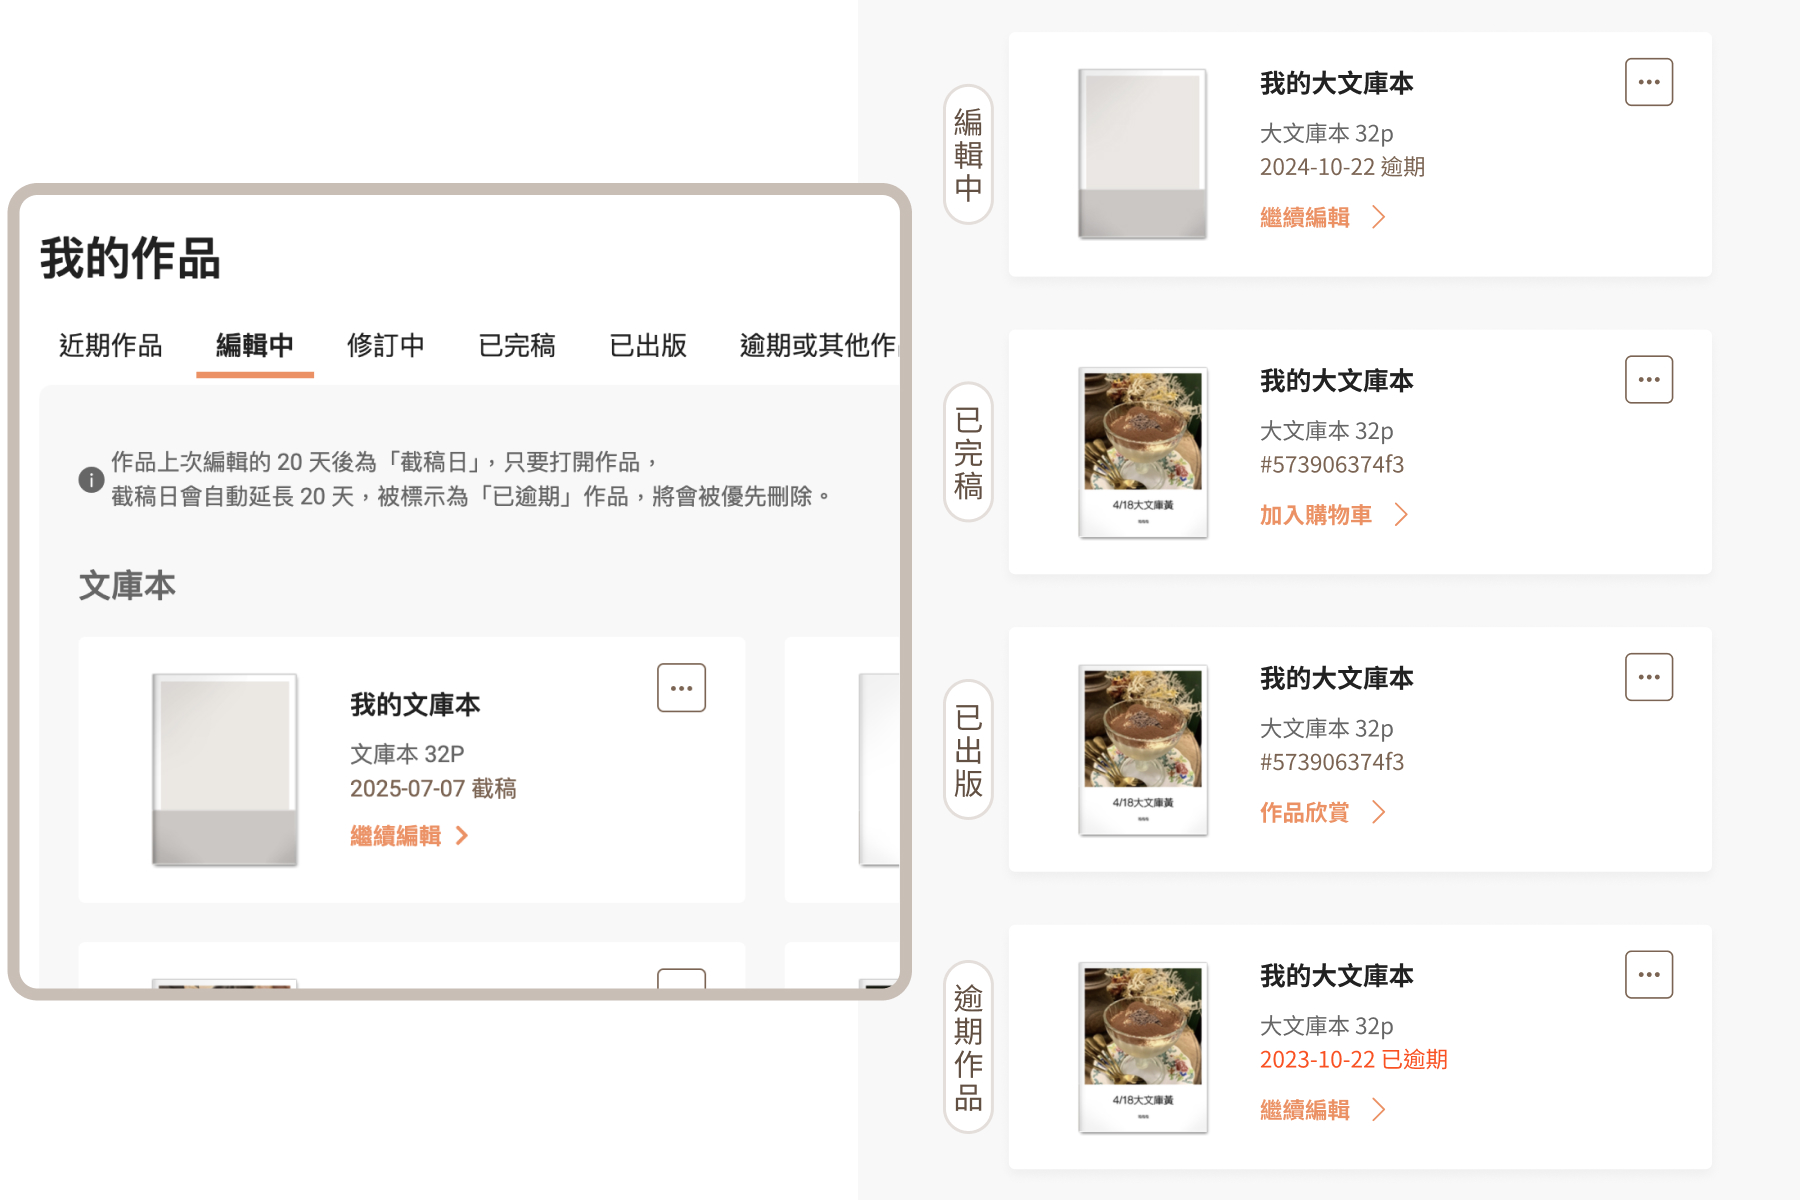 我的作品
近期作品
編輯中
修訂中
已完稿
已出版
逾期或其他作
作品上次編輯的 20 天後為「截稿日」，只要打開作品，
截稿日會自動延長 20 天，被標示為「已逾期」作品，將會被優先刪除。
文庫本
我的文庫本
文庫本 32P
2025-07-07 截稿
繼續編輯
編輯中
我的大文庫本
大文庫本 32p
2024-10-22 逾期
繼續編輯
已完稿
4/18大文庫黃
我的大文庫本
大文庫本 32p
#573906374f3
加入購物車
已出版
4/18大文庫黃
我的大文庫本
大文庫本 32p
#573906374f3
作品欣賞
逾期作品
4/18大文庫黃
我的大文庫本
大文庫本 32p
2023-10-22 已逾期
繼續編輯